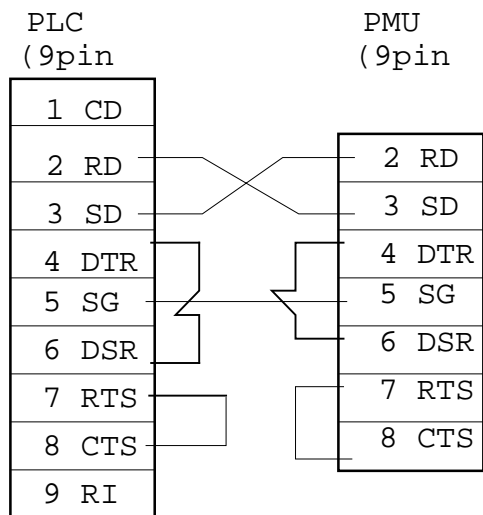 PLC
(9pin
1 CD
2 RD
3 SD
4 DTR
5 SG
6 DSR
7 RTS
8 CTS
9 RI
PMU
(9pin
2 RD
3 SD
4 DTR
5 SG
6 DSR
7 RTS
8 CTS